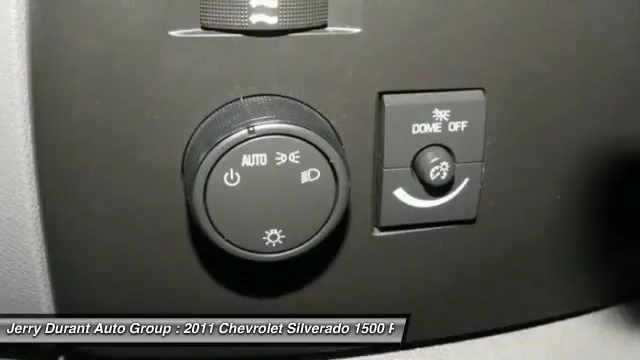 DOME OFF
AUTO
Jerry Durant Auto Group : 2011 Chevrolet Silverado 1500 F